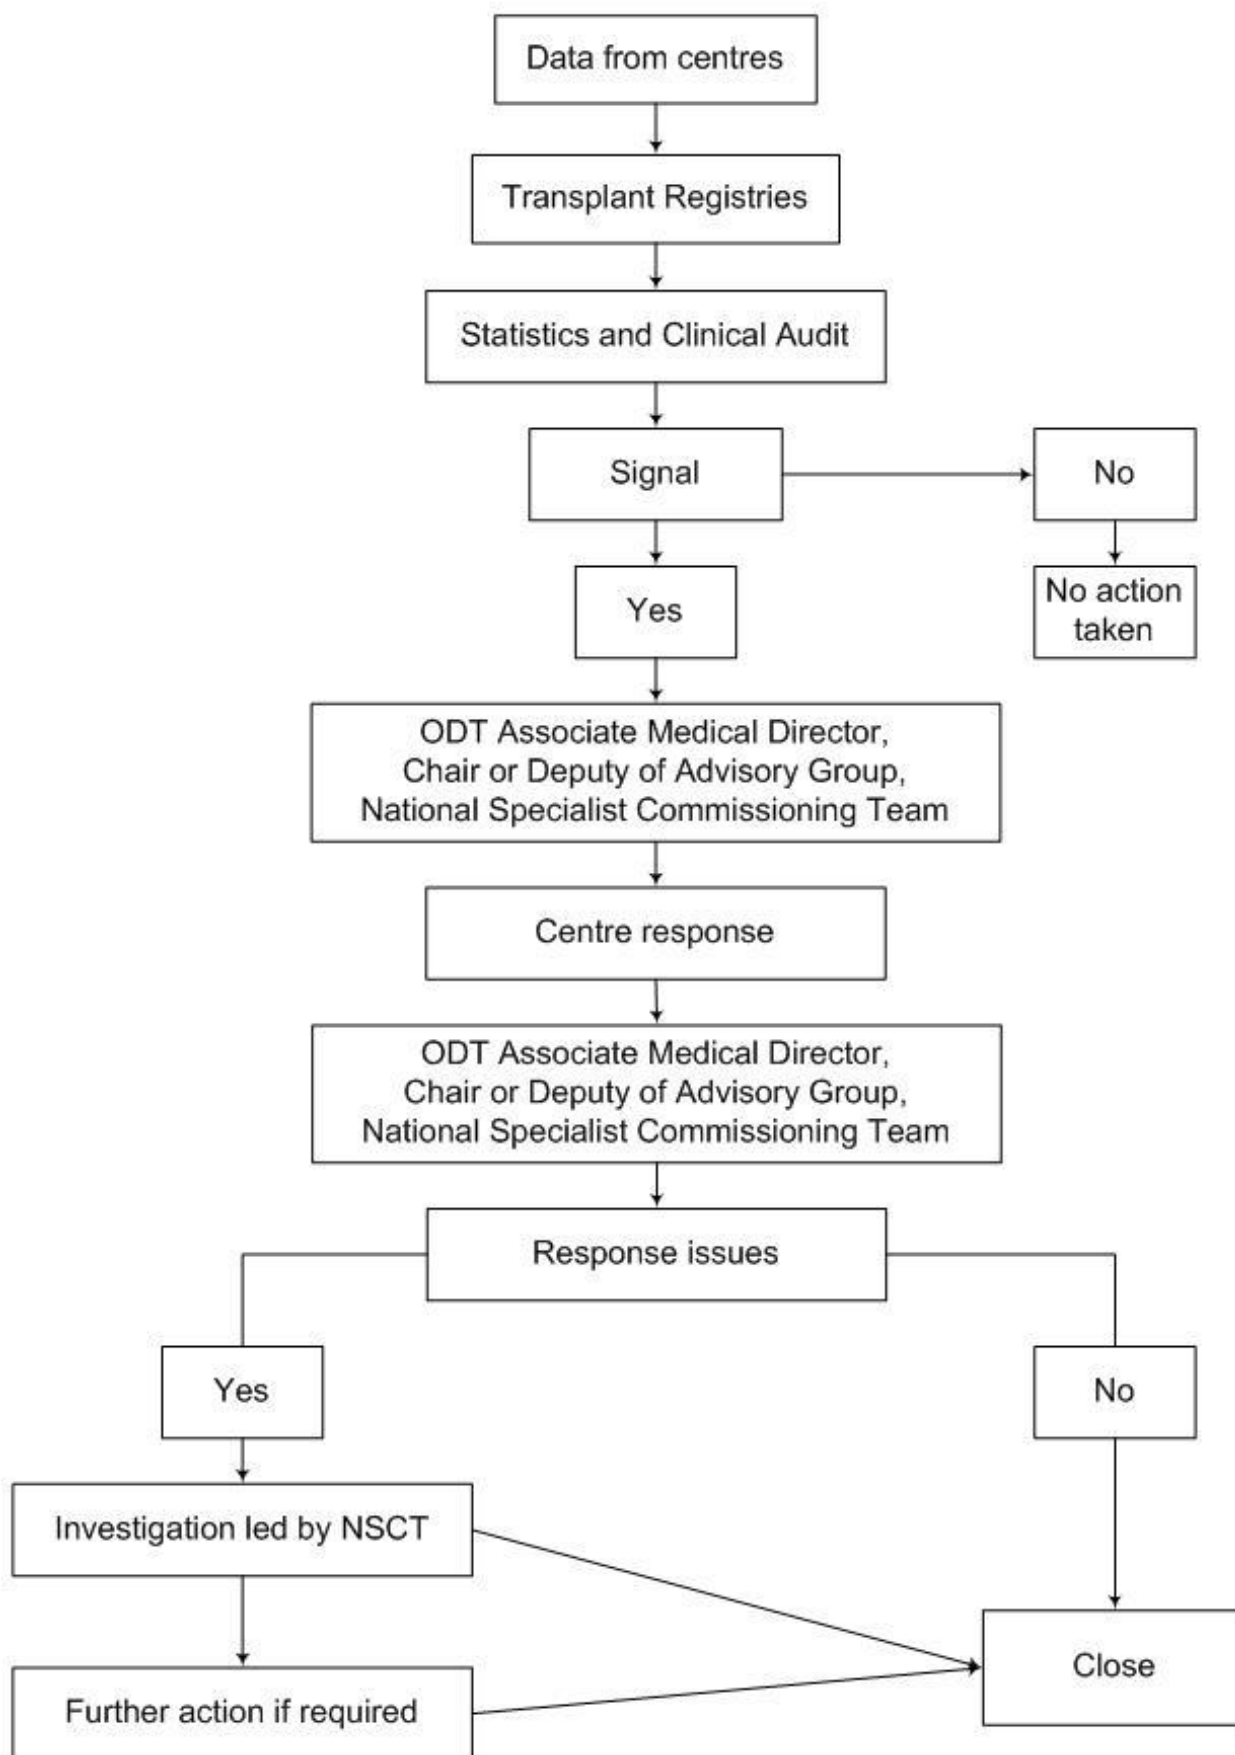 Data from centres
Transplant Registries
Statistics and Clinical Audit
Signal
No
Yes
No action
taken
ODT Associate Medical Director,
Chair or Deputy of Advisory Group,
National Specialist Commissioning Team
Centre response
ODT Associate Medical Director,
Chair or Deputy of Advisory Group,
National Specialist Commissioning Team
Response issues
Yes
No
Investigation led by NSCT
Close
Further action if required